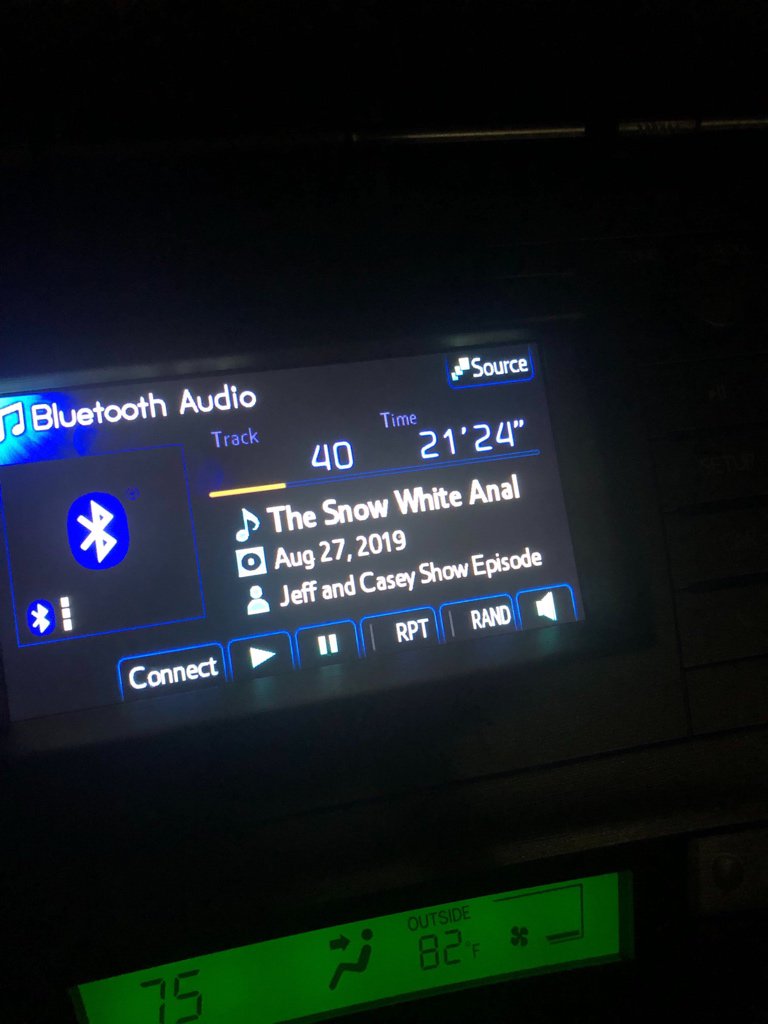 Bluetooth Audio
Source
Track
40
Time
21'24"
The Snow White Anal
Aug 27, 2019
Jeff and Casey Show Episode
Connect
RPT
RAND
75
OUTSIDE
82°F